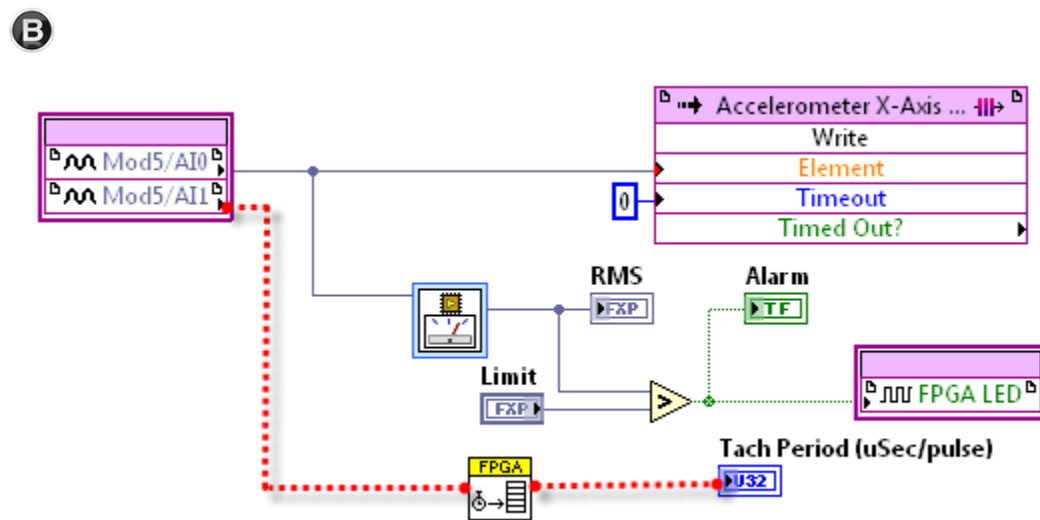 B
Accelerometer X-Axis ...
Write
Mod5/AI0
Element
Mod5/AI1
0
Timeout
Timed Out?
RMS
Alarm
FXP
TF
Limit
FXP
>
FPGA LED
Tach Period (uSec/pulse)
FPGA
U32